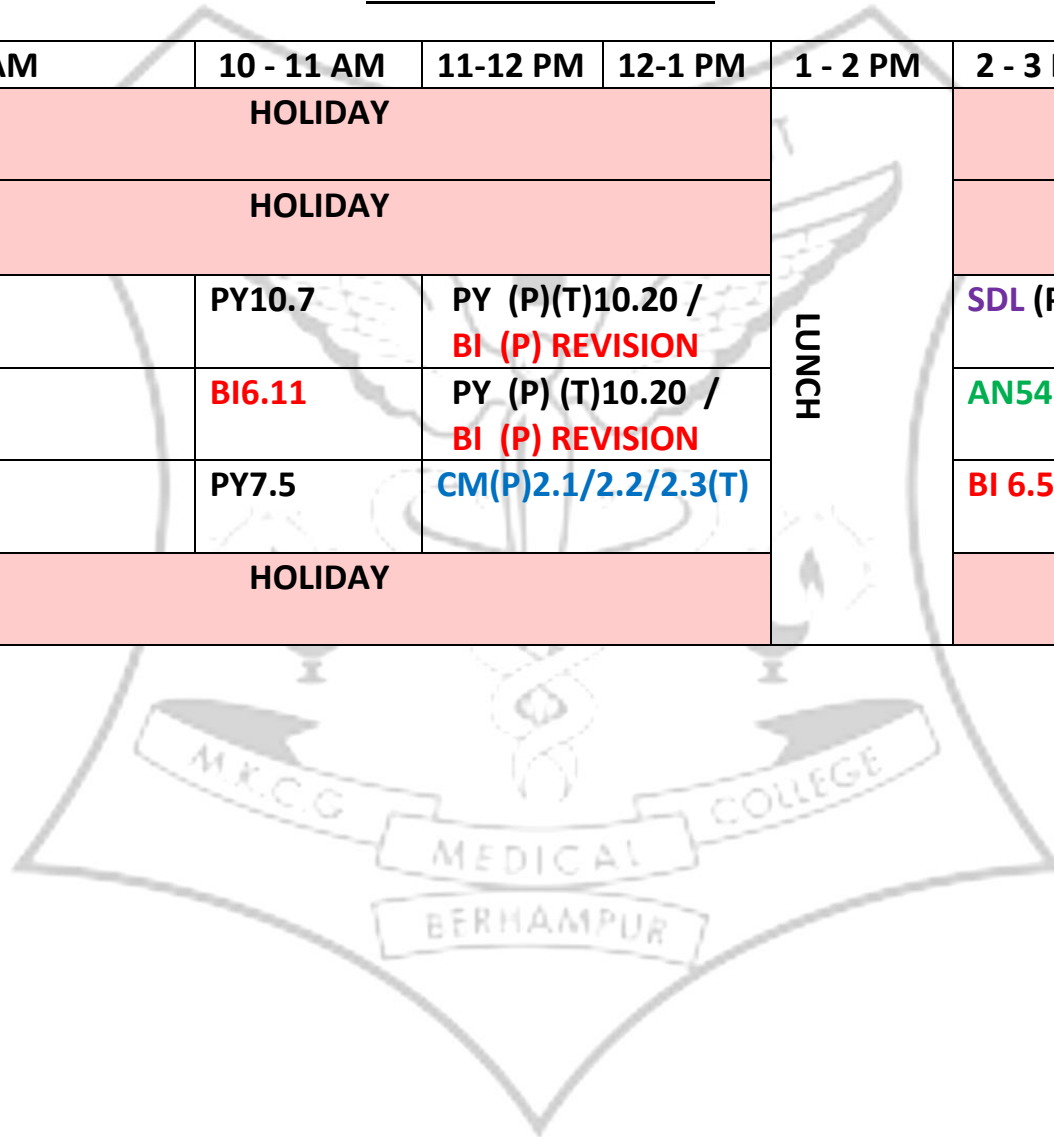 AM 10 - 11 AM 11-12 PM 12-1 PM 1 - 2 PM 2 - 3
HOLIDAY
HOLIDAY
PY10.7 PY (P)(T)10.20 / SDL
BI (P) REVISION
LUNCH
BI6.11 PY (P) (T)10.20 / AN54
BI (P) REVISION
PY7.5 CM(P)2.1/2.2/2.3(T) BI 6.5
HOLIDAY
M.K.C.G
MEDICAL
COLLEGE
BERHAMPUR